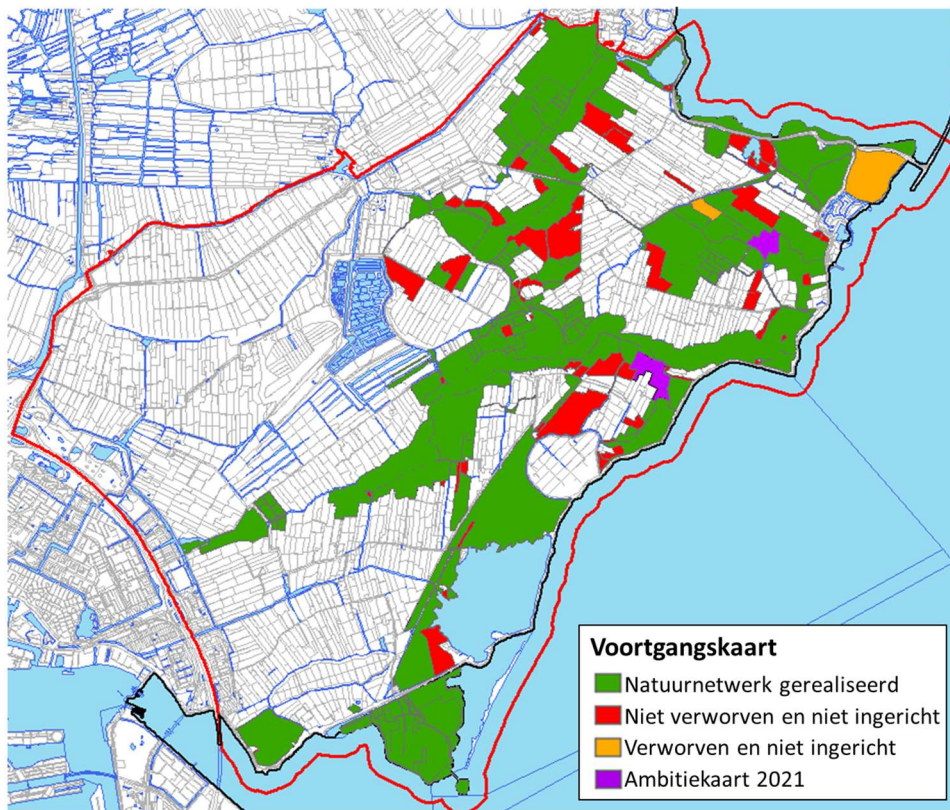 Voortgangskaart
Natuurnetwerk gerealiseerd
Niet verworven en niet ingericht
Verworven en niet ingericht
Ambitiekaart 2021